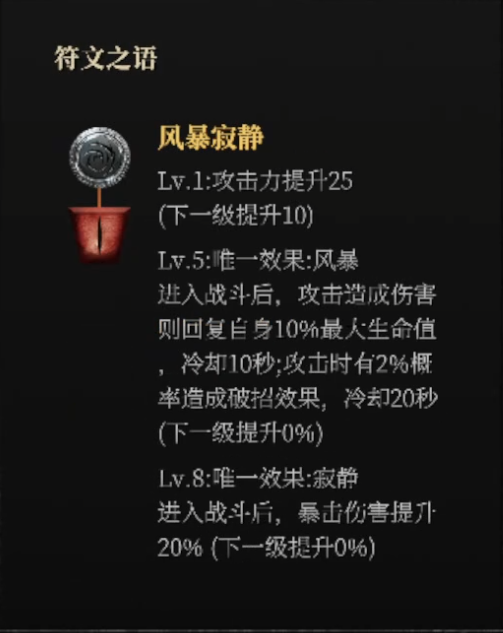 符文之语
风暴寂静
Lv.1:攻击力提升25
(下一级提升10)
Lv.5:唯一效果:风暴
进入战斗后，攻击造成伤害
则回复自身10%最大生命值
，冷却10秒;攻击时有2%概
率造成破招效果，冷却20秒
(下一级提升0%)
Lv.8:唯一效果:寂静
进入战斗后，暴击伤害提升
20% (下一级提升0%)